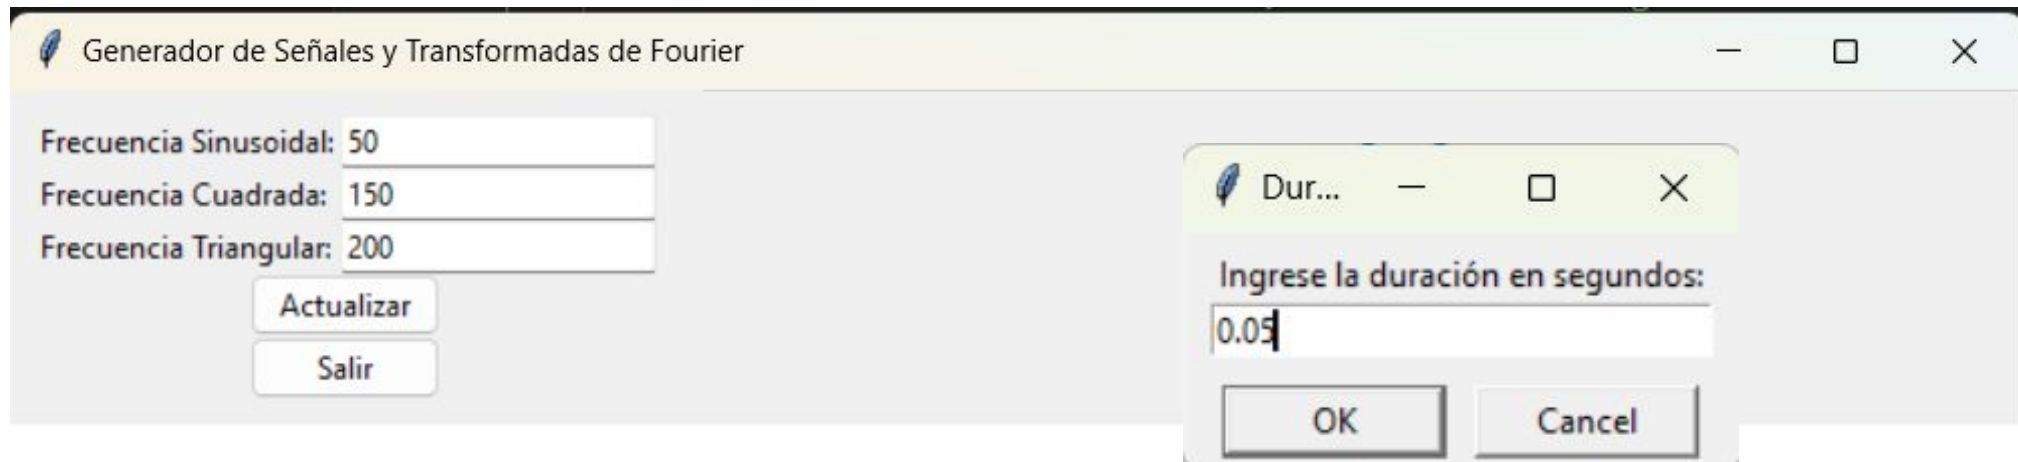 Generador de Señales y Transformadas de Fourier
Frecuencia Sinusoidal: 50
Frecuencia Cuadrada: 150
Frecuencia Triangular: 200
Actualizar
Salir
Dur...
Ingrese la duración en segundos:
0.05
OK Cancel